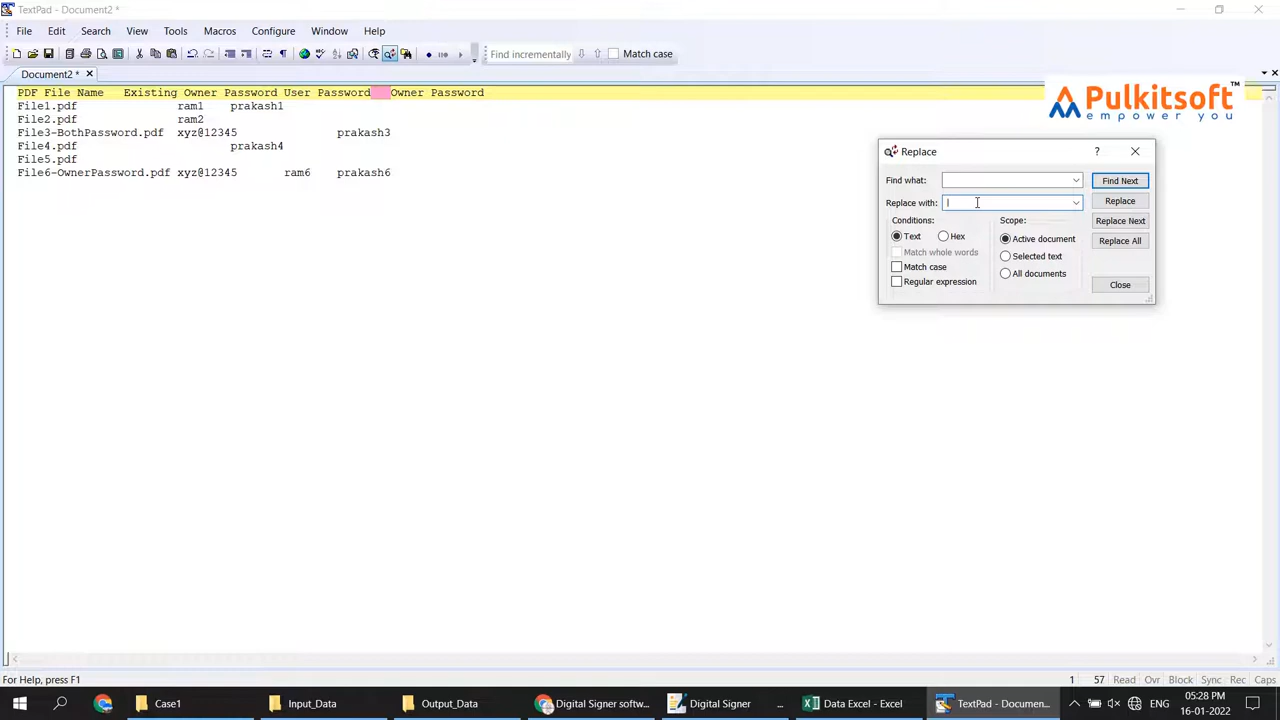 TextPad - Document2 *
File Edit Search View Tools Macros Configure Window Help
Find incrementally Match case
Document2 *
PDF File Name Existing Owner Password User Password Owner Password
File1.pdf ram1 prakash1
File2.pdf ram2
File3-BothPassword.pdf xyz@12345 prakash3
File4.pdf prakash4
File5.pdf
File6-OwnerPassword.pdf xyz@12345 ram6 prakash6
Pulkitsoft™
empower you
Replace ?
Find what: Find Next
Replace with: Replace
Conditions: Scope: Replace Next
Text Hex Active document Replace All
Match whole words Selected text
Match case All documents
Regular expression Close
For Help, press F1 1 57 Read Ovr Block Sync Rec Caps
Case1 Input_Data Output_Data Digital Signer softw... Digital Signer ... Data Excel - Excel TextPad - Documen... ENG 05:28 PM
16-01-2022